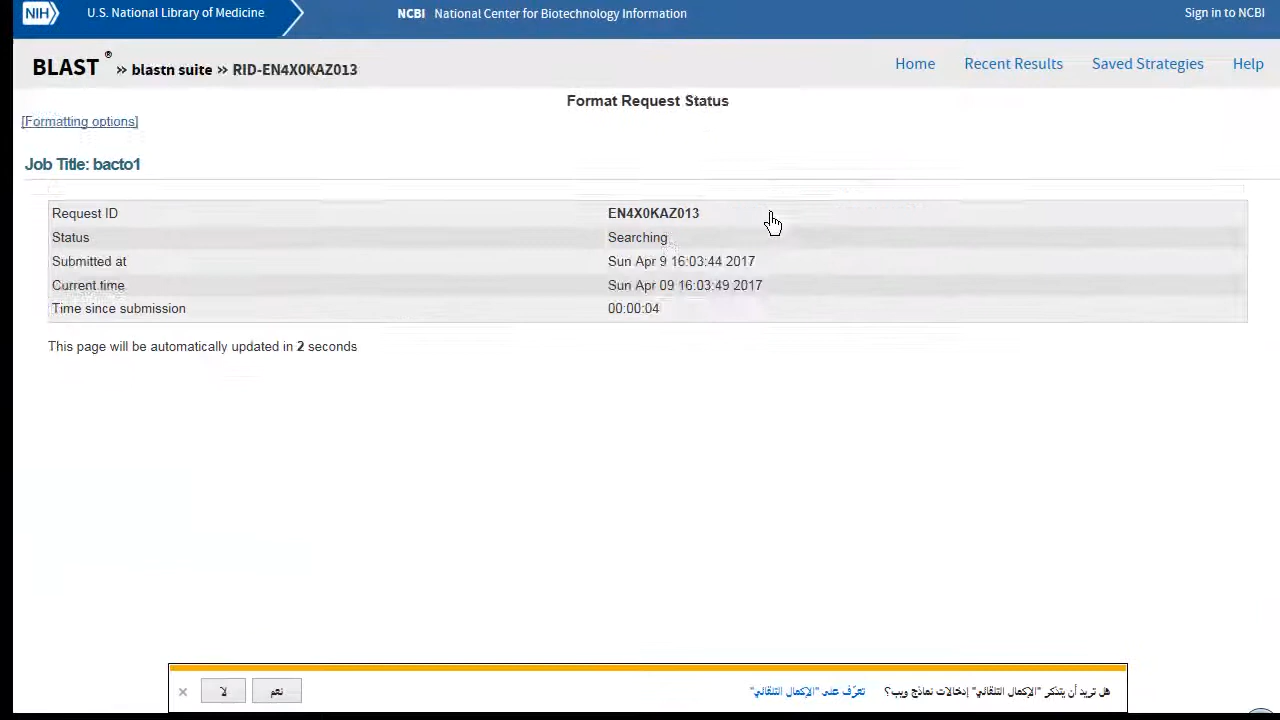 NIH U.S. National Library of Medicine NCBI National Center for Biotechnology Information Sign in to NCBI
BLAST ® » blastn suite » RID-EN4X0KAZ013 Home Recent Results Saved Strategies Help
Format Request Status
[Formatting options]
Job Title: bacto1
Request ID EN4X0KAZ013
Status Searching
Submitted at Sun Apr 9 16:03:44 2017
Current time Sun Apr 09 16:03:49 2017
Time since submission 00:00:04
This page will be automatically updated in 2 seconds
هل تريد أن يتذكر "الإكمال التلقائي" إدخالات نماذج ويب؟ تعرّف على "الإكمال التلقائي" نعم لا ×